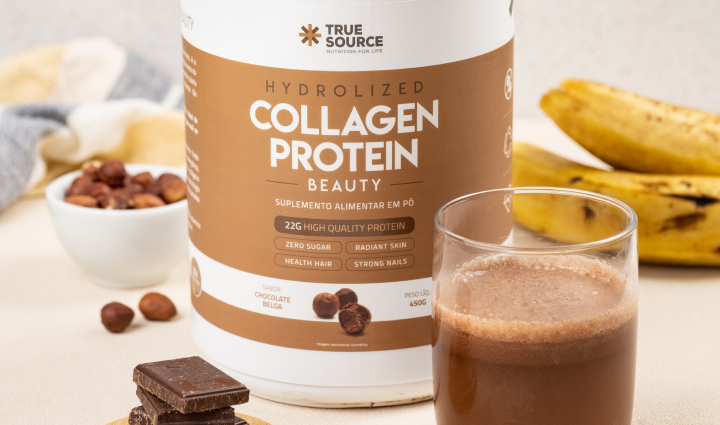 BEAUTY
TRUE
SOURCE
NUTRITION FOR LIFE
HYDROLIZED
COLLAGEN
PROTEIN
BEAUTY
SUPLEMENTO ALIMENTAR EM PÓ
22G HIGH QUALITY PROTEIN
ZERO SUGAR
RADIANT SKIN
HEALTH HAIR
STRONG NAILS
SABOR
CHOCOLATE
BELGA
PESO LÍQ.
450G